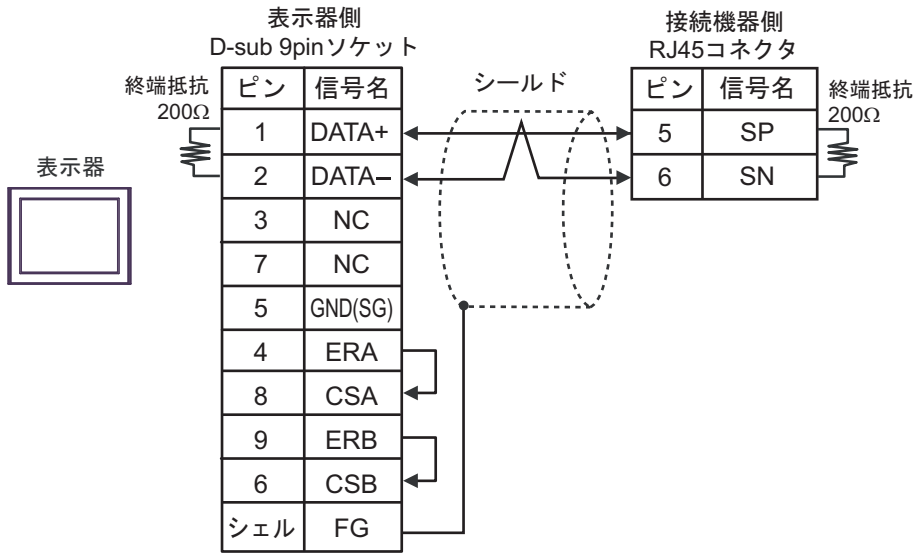 表示器側
D-sub 9pinソケット
接続機器側
RJ45コネクタ
シールド
終端抵抗
200Ω
表示器
ピン 信号名
1 DATA+
2 DATA−
3 NC
7 NC
5 GND(SG)
4 ERA
8 CSA
9 ERB
6 CSB
シェル FG
ピン 信号名
5 SP
6 SN
終端抵抗
200Ω